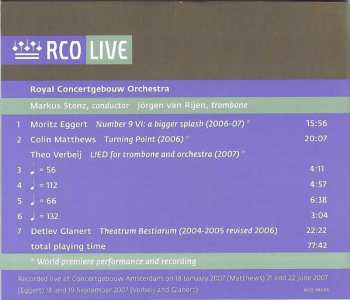 RCO LIVE
Royal Concertgebouw Orchestra
Markus Stenz, conductor Jörgen van Rijen, trombone
1 Moritz Eggert Number 9 VI: a bigger splash (2006-07) * 15:56
2 Colin Matthews Turning Point (2006) * 20:07
Theo Verbeij LIED for trombone and orchestra (2007) *
3 ♩ = 56 4:11
4 ♩ = 112 4:57
5 ♩ = 66 6:38
6 ♩ = 132 3:04
7 Detlev Glanert Theatrum Bestiarum (2004-2005 revised 2006) 22:22
total playing time 77:42
* World premiere performance and recording
Recorded live at Concertgebouw Amsterdam on 18 January 2007 (Matthews) 21 and 22 June 2007
(Eggert) 18 and 19 September 2007 (Verbeij and Glanert)